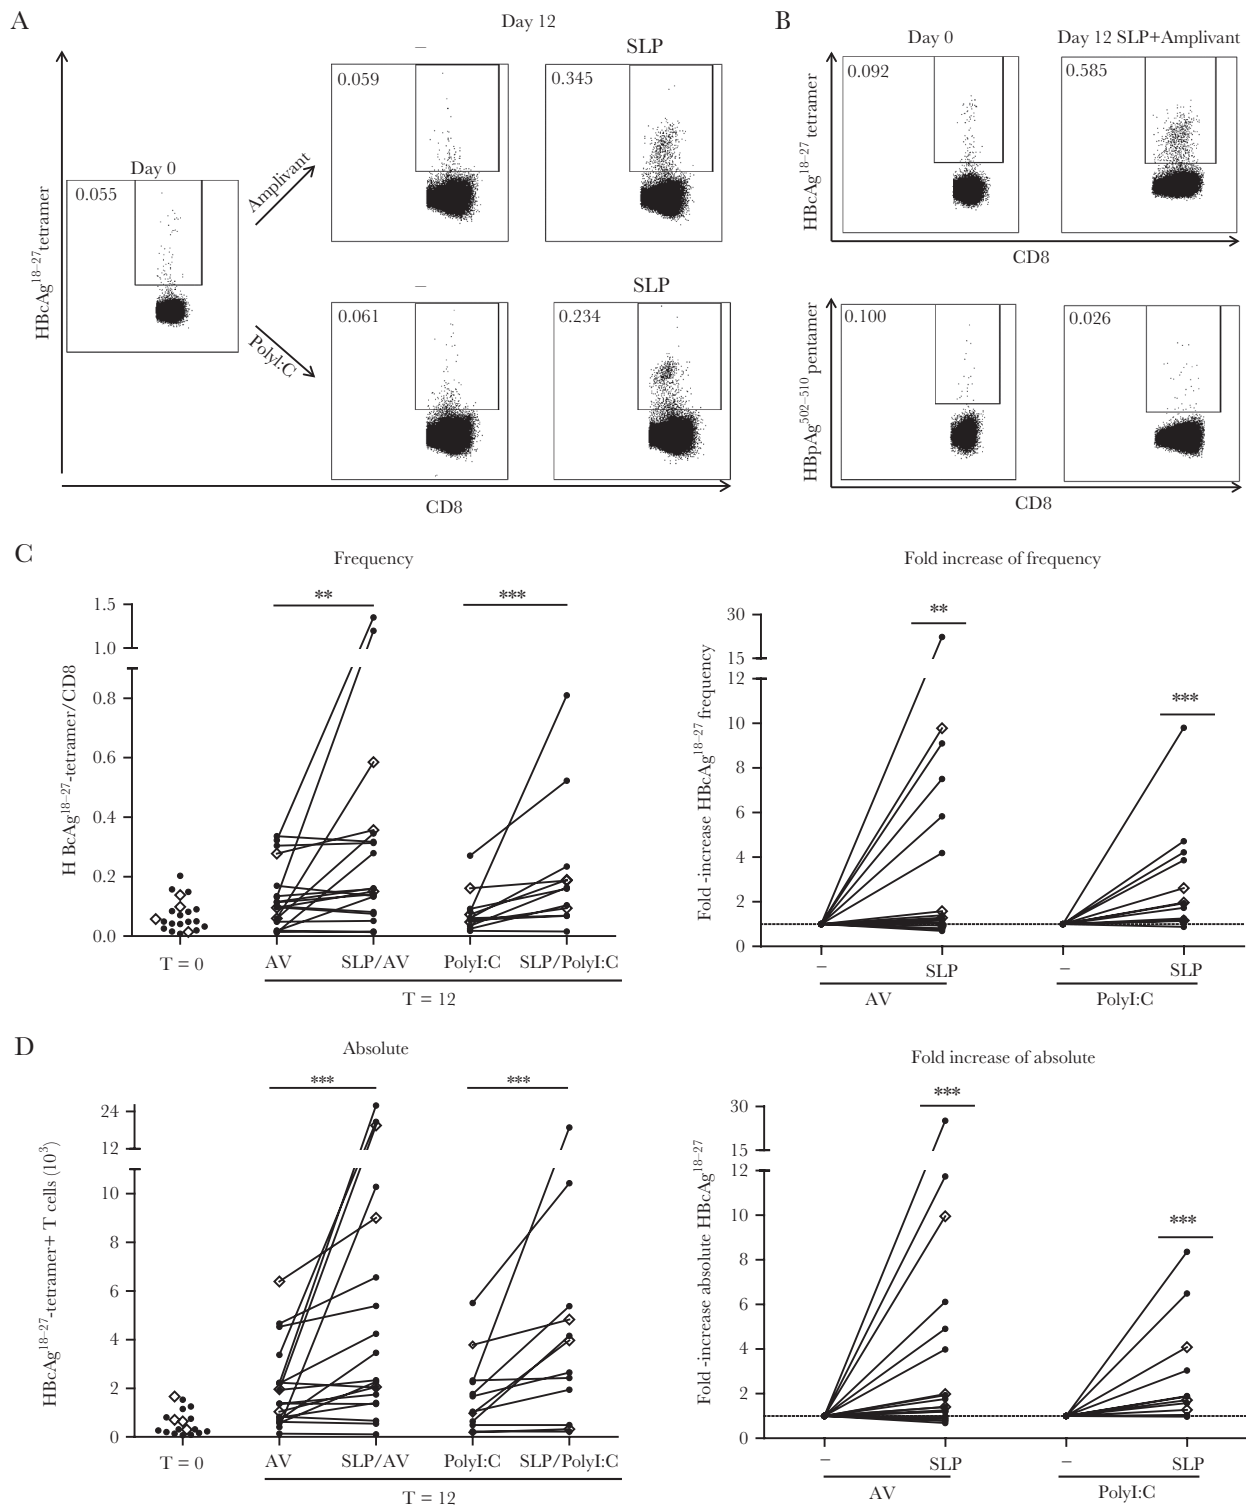 A
Day 12
–
SLP
0.059
0.345
Day 0
0.055
Amplivant
PolyI:C
–
SLP
0.061
0.234
HBcAg18–27tetramer
CD8
B
Day 0
Day 12 SLP+Amplivant
0.092
0.585
HBcAg18–27 tetramer
CD8
0.100
0.026
HBpAg502–510 pentamer
CD8
C
Frequency
**
***
1.5
1.0
0.8
0.6
0.4
0.2
0.0
H BcAg18–27-tetramer/CD8
T = 0
AV
SLP/AV
PolyI:C
SLP/PolyI:C
T = 12
Fold increase of frequency
**
***
30
15
12
10
8
6
4
2
0
Fold -increase HBcAg18–27 frequency
–
SLP
–
SLP
AV
PolyI:C
D
Absolute
***
***
24
12
10
8
6
4
2
0
HBcAg18–27-tetramer+ T cells (103)
T = 0
AV
SLP/AV
PolyI:C
SLP/PolyI:C
T = 12
Fold increase of absolute
***
***
30
15
12
10
8
6
4
2
0
Fold -increase absolute HBcAg18–27
–
SLP
–
SLP
AV
PolyI:C